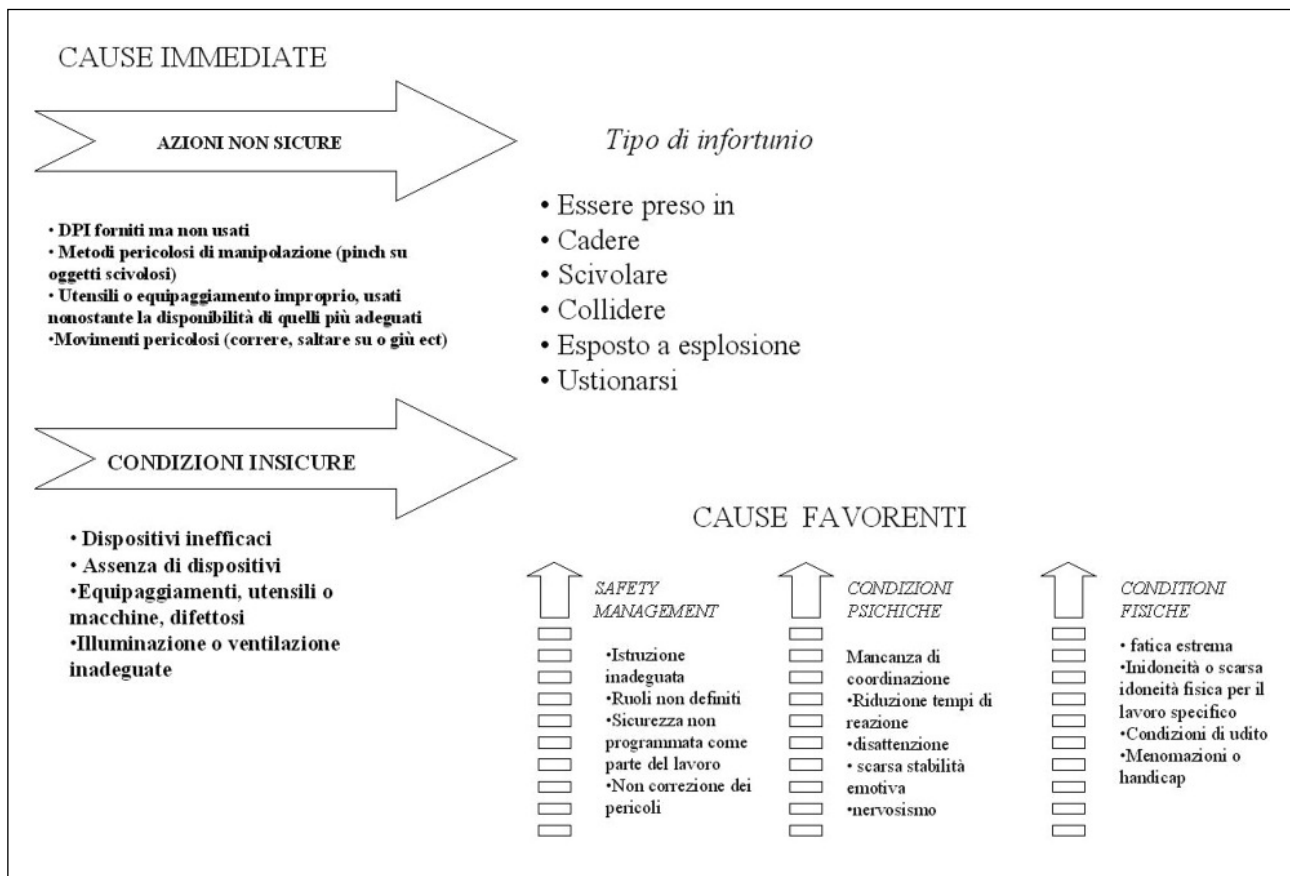 CAUSE IMMEDIATE
AZIONI NON SICURE
• DPI forniti ma non usati
• Metodi pericolosi di manipolazione (pinch su
oggetti scivolosi)
• Utensili o equipaggiamento improprio, usati
nonostante la disponibilità di quelli più adeguati
•Movimenti pericolosi (correre, saltare su o giù ect)
Tipo di infortunio
• Essere preso in
• Cadere
• Scivolare
• Collidere
• Esposto a esplosione
• Ustionarsi
CONDIZIONI INSICURE
• Dispositivi inefficaci
• Assenza di dispositivi
•Equipaggiamenti, utensili o
macchine, difettosi
•Illuminazione o ventilazione
inadeguate
CAUSE FAVORENTI
SAFETY
MANAGEMENT
•Istruzione
inadeguata
•Ruoli non definiti
•Sicurezza non
programmata come
parte del lavoro
•Non correzione dei
pericoli
CONDIZIONI
PSICHICHE
Mancanza di
coordinazione
•Riduzione tempi di
reazione
•disattenzione
• scarsa stabilità
emotiva
•nervosismo
CONDITIONI
FISICHE
• fatica estrema
•Inidoneità o scarsa
idoneità fisica per il
lavoro specifico
•Condizioni di udito
•Menomazioni o
handicap